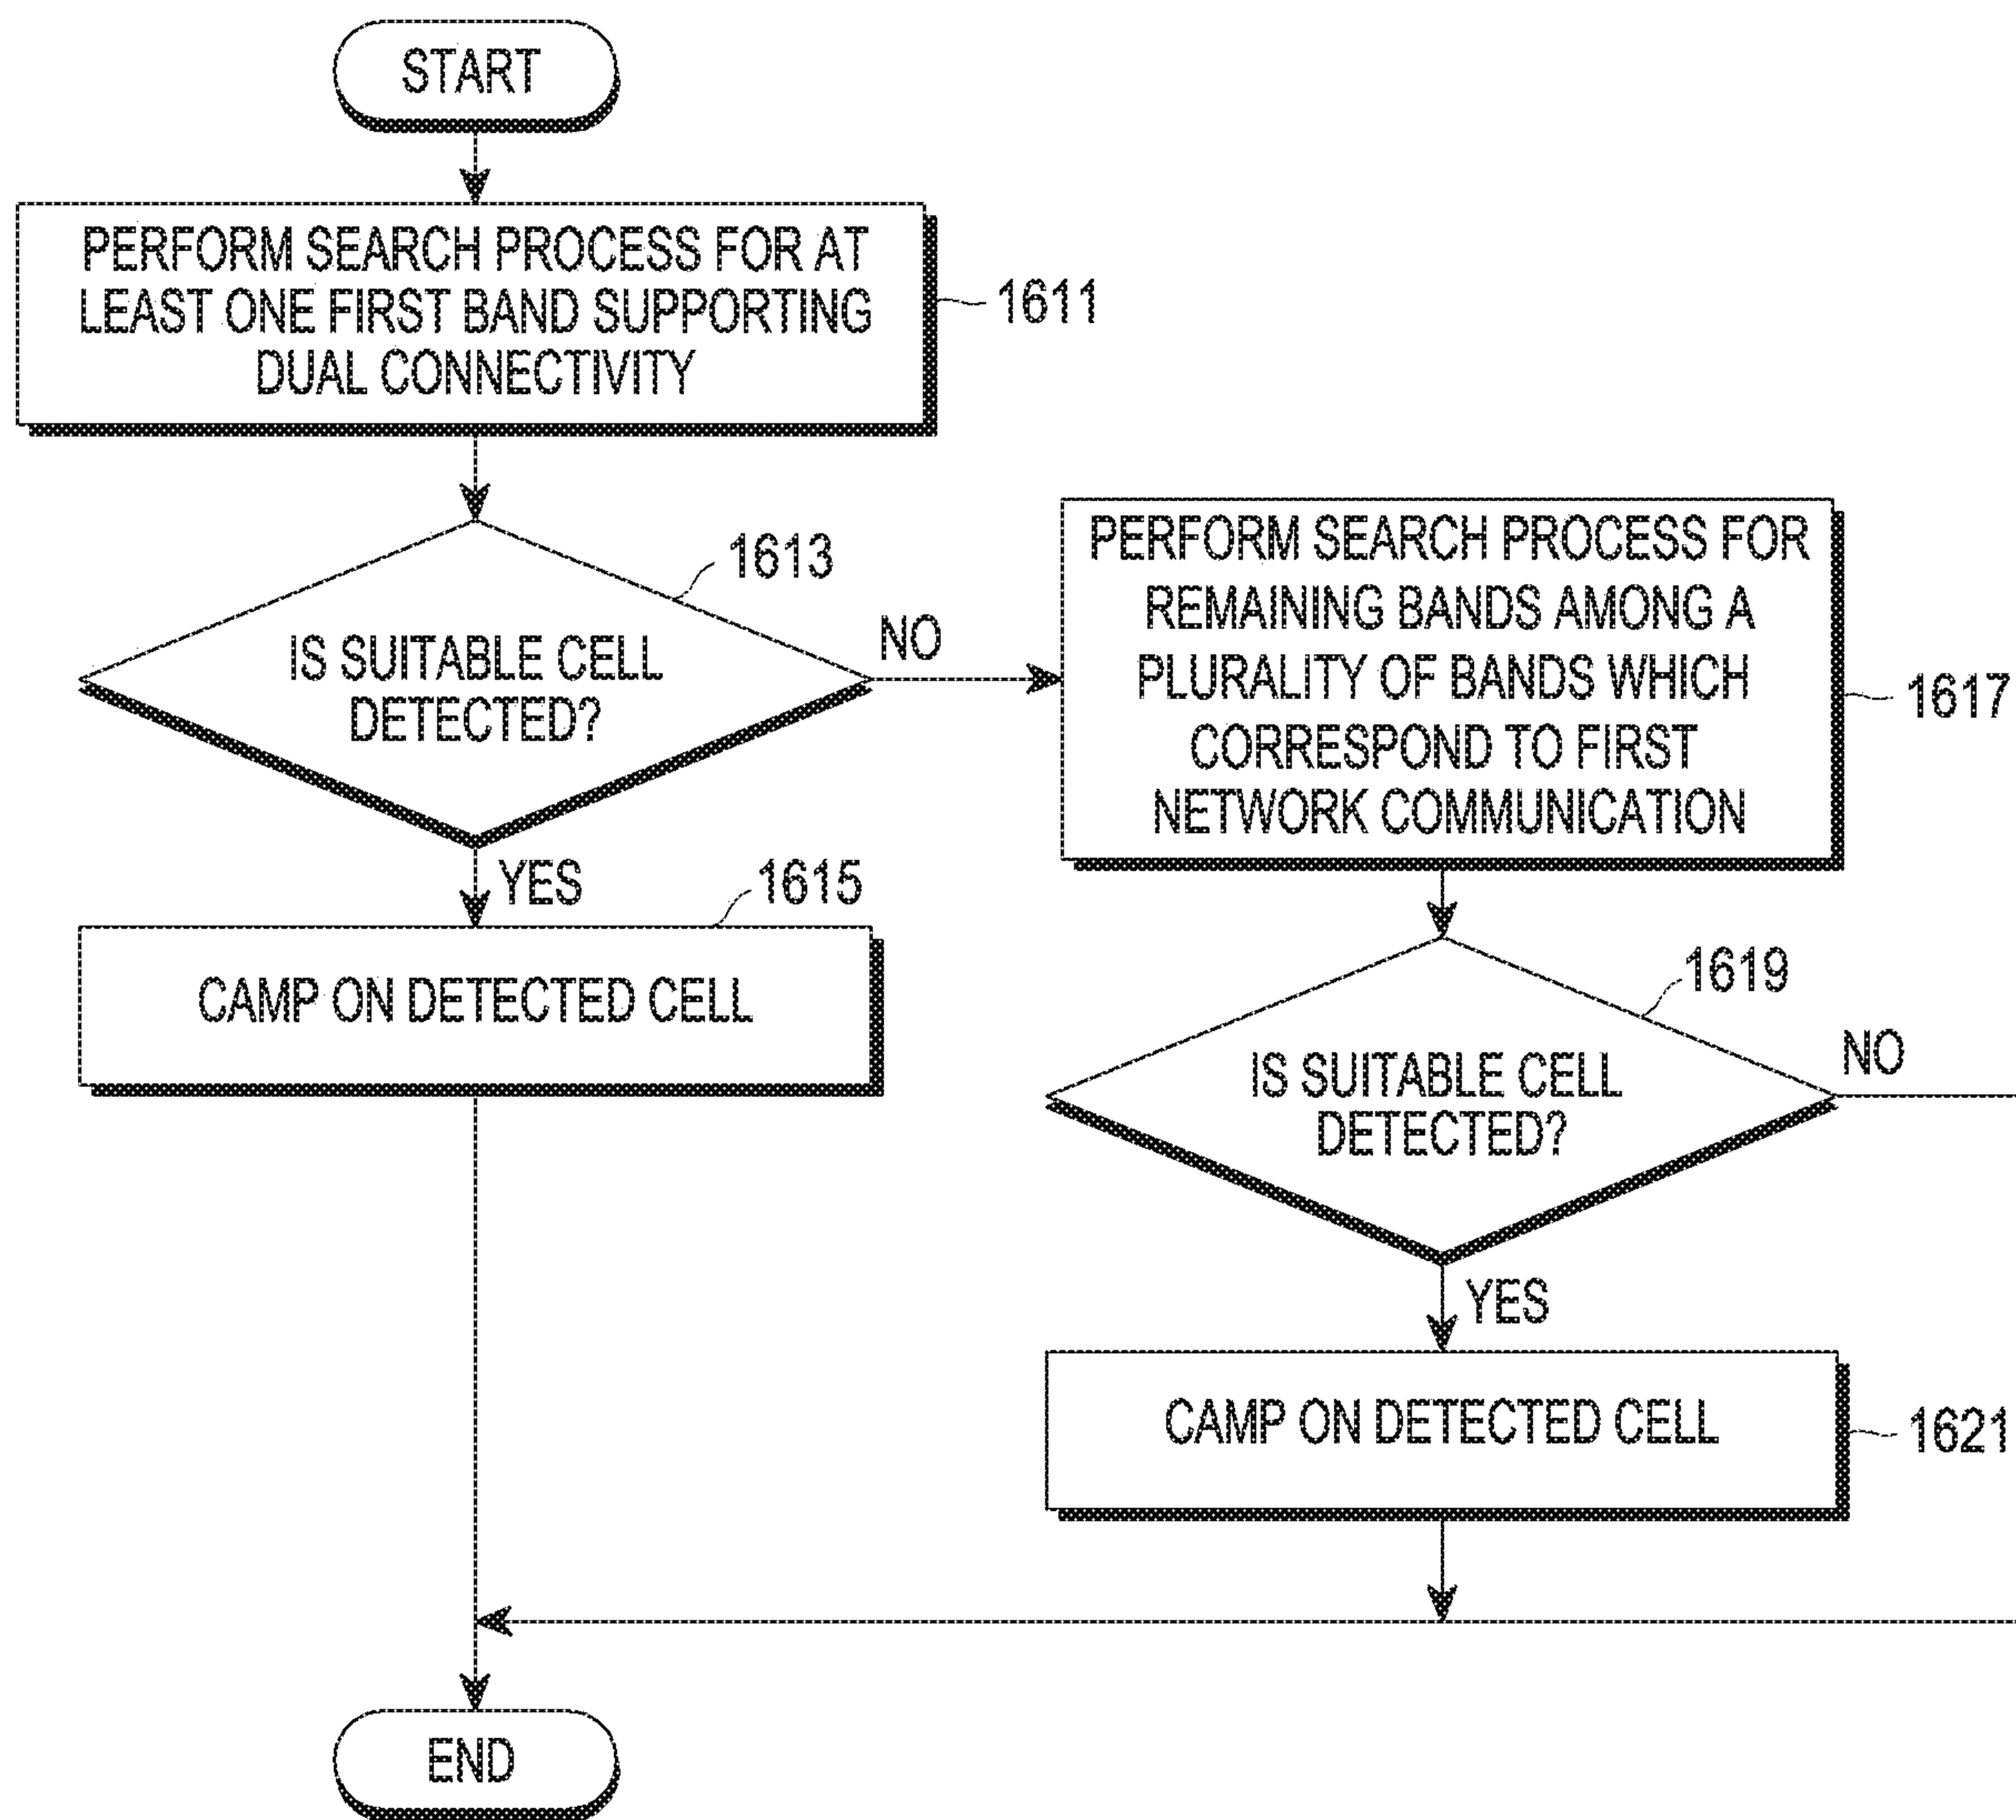 START
PERFORM SEARCH PROCESS FOR AT
LEAST ONE FIRST BAND SUPPORTING
DUAL CONNECTIVITY
1611
1613
IS SUITABLE CELL
DETECTED?
NO
YES
1615
CAMP ON DETECTED CELL
PERFORM SEARCH PROCESS FOR
REMAINING BANDS AMONG A
PLURALITY OF BANDS WHICH
CORRESPOND TO FIRST
NETWORK COMMUNICATION
1617
1619
IS SUITABLE CELL
DETECTED?
NO
YES
CAMP ON DETECTED CELL
1621
END